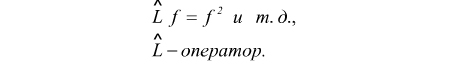 L̂ f = f² и т. д.,
L̂ – оператор.